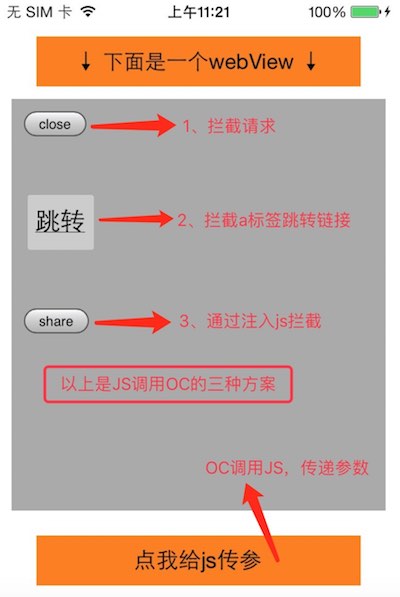 无 SIM 卡 上午11:21 100%
↓ 下面是一个webView ↓
close 1、拦截请求
跳转 2、拦截a标签跳转链接
share 3、通过注入js拦截
以上是JS调用OC的三种方案
OC调用JS，传递参数
点我给js传参